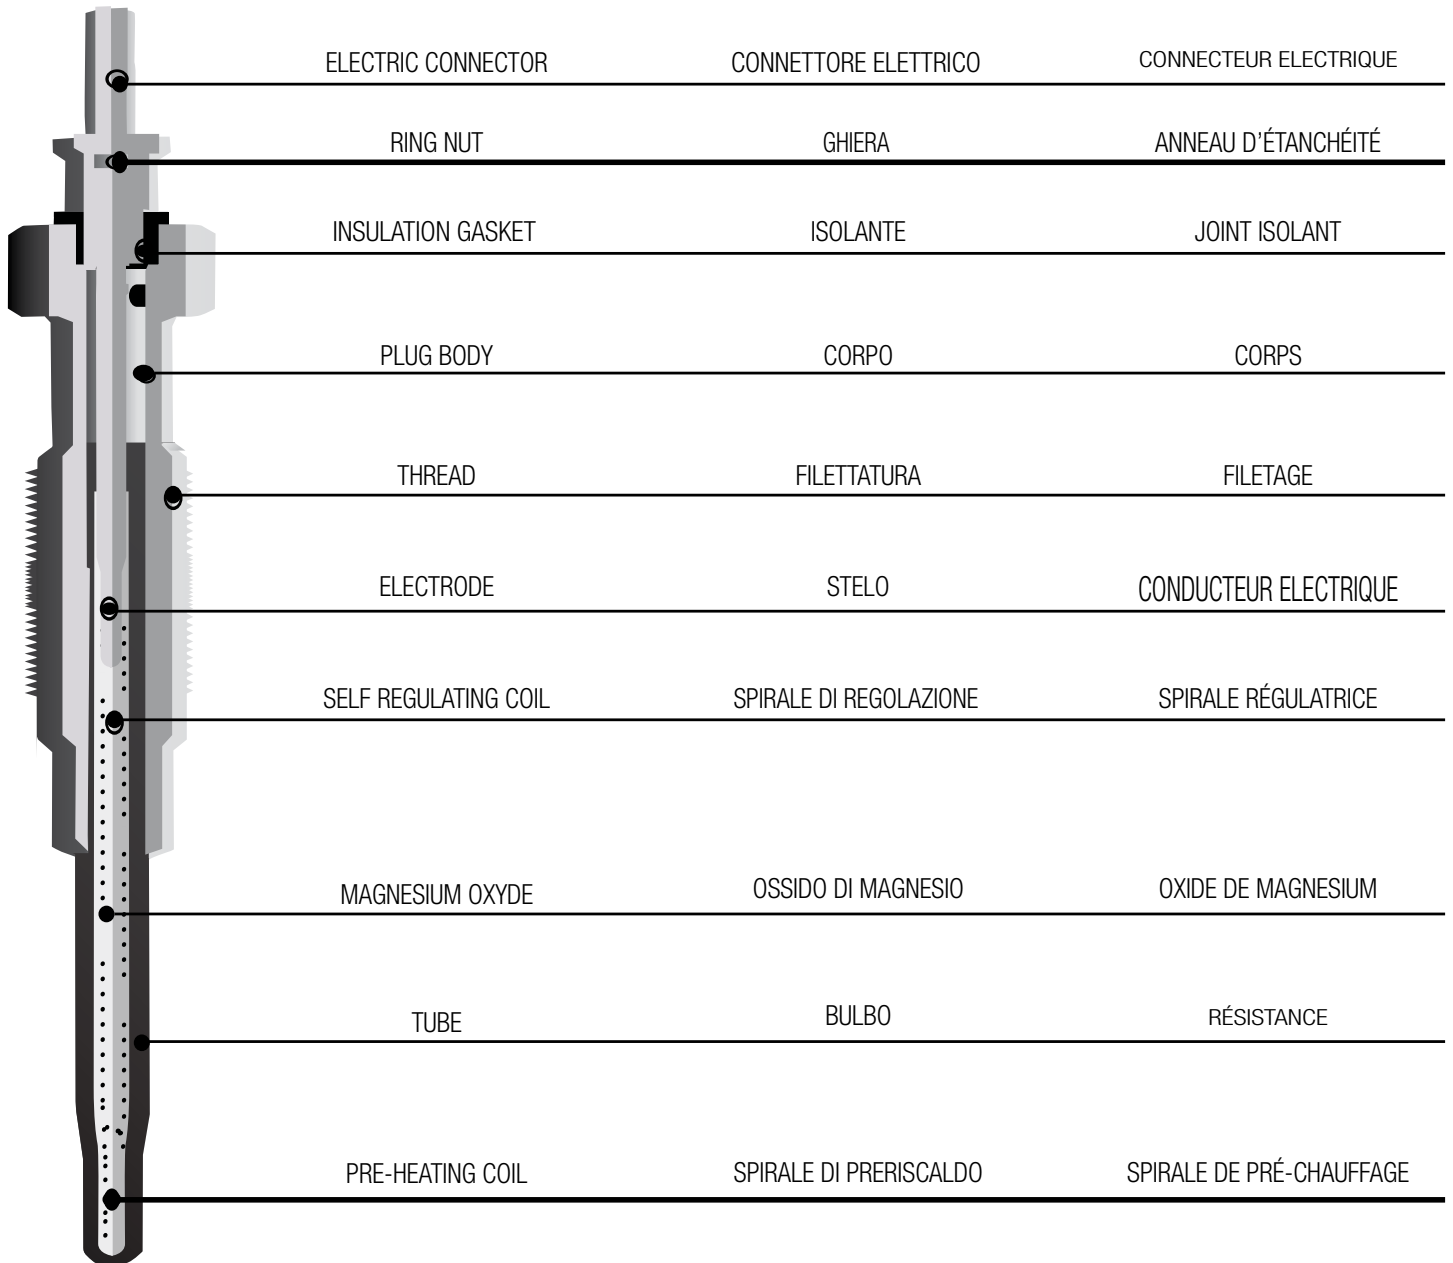 ELECTRIC CONNECTOR CONNETTORE ELETTRICO CONNECTEUR ELECTRIQUE
RING NUT GHIERA ANNEAU D'ÉTANCHÉITÉ
INSULATION GASKET ISOLANTE JOINT ISOLANT
PLUG BODY CORPO CORPS
THREAD FILETTATURA FILETAGE
ELECTRODE STELO CONDUCTEUR ELECTRIQUE
SELF REGULATING COIL SPIRALE DI REGOLAZIONE SPIRALE RÉGULATRICE
MAGNESIUM OXYDE OSSIDO DI MAGNESIO OXIDE DE MAGNESIUM
TUBE BULBO RÉSISTANCE
PRE-HEATING COIL SPIRALE DI PRERISCALDO SPIRALE DE PRÉ-CHAUFFAGE